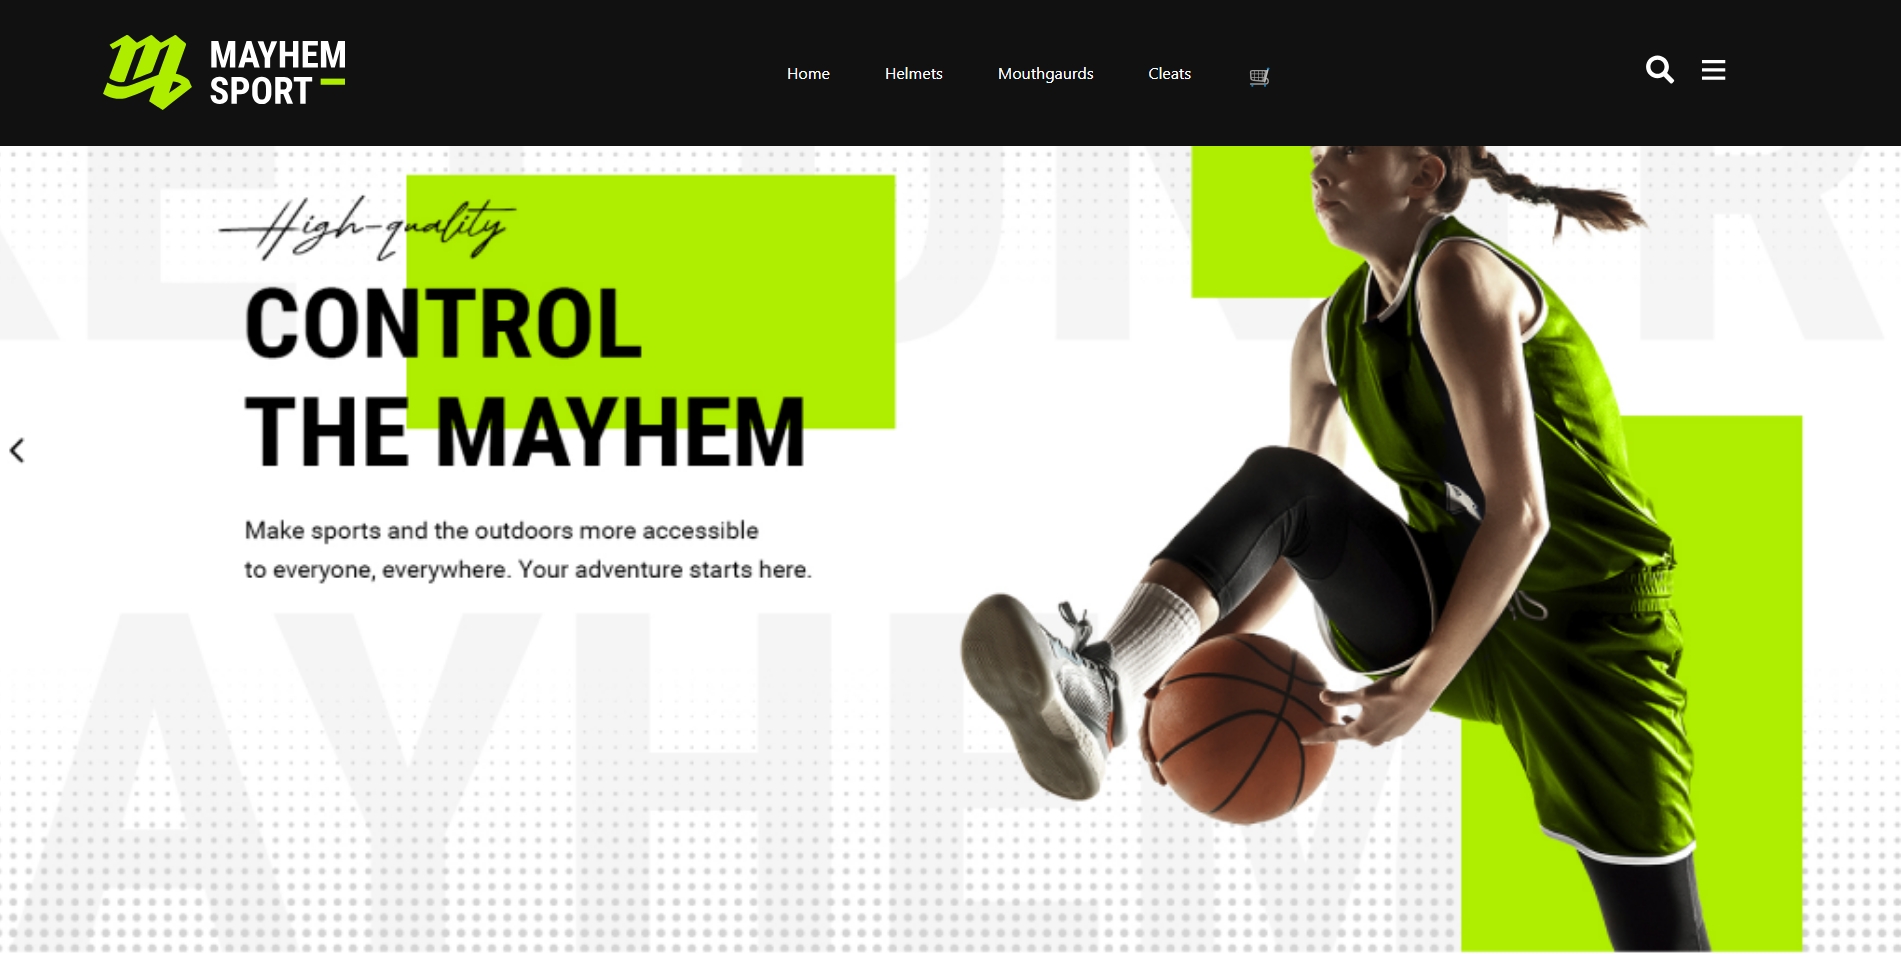 MAYHEM
SPORT
Home Helmets Mouthgaurds Cleats
High-quality
CONTROL
THE MAYHEM
Make sports and the outdoors more accessible
to everyone, everywhere. Your adventure starts here.
AYHEM